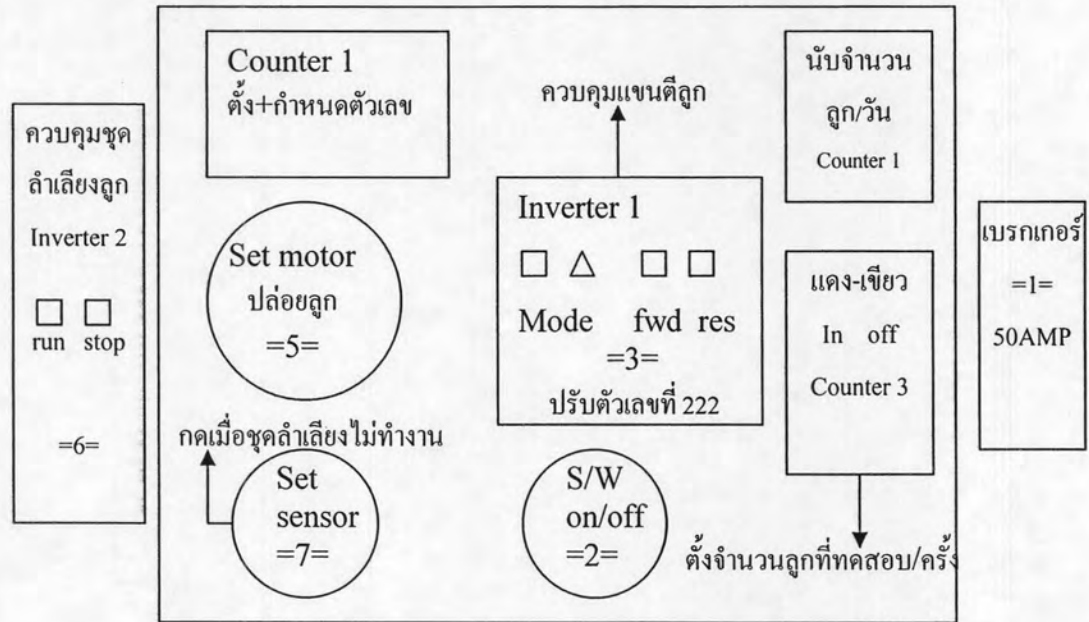 ควบคุมชุด
ลำเลียงลูก
Inverter 2
run stop
=6=
Counter 1
ตั้ง+กำหนดตัวเลข
Set motor
ปล่อยลูก
=5=
กดเมื่อชุดลำเลียงไม่ทำงาน
Set
sensor
=7=
ควบคุมแขนตีลูก
Inverter 1
Mode fwd res
=3=
ปรับตัวเลขที่ 222
S/W
on/off
=2=
นับจำนวน
ลูก/วัน
Counter 1
แดง-เขียว
In off
Counter 3
ตั้งจำนวนลูกที่ทดสอบ/ครั้ง
เบรกเกอร์
=1=
50AMP